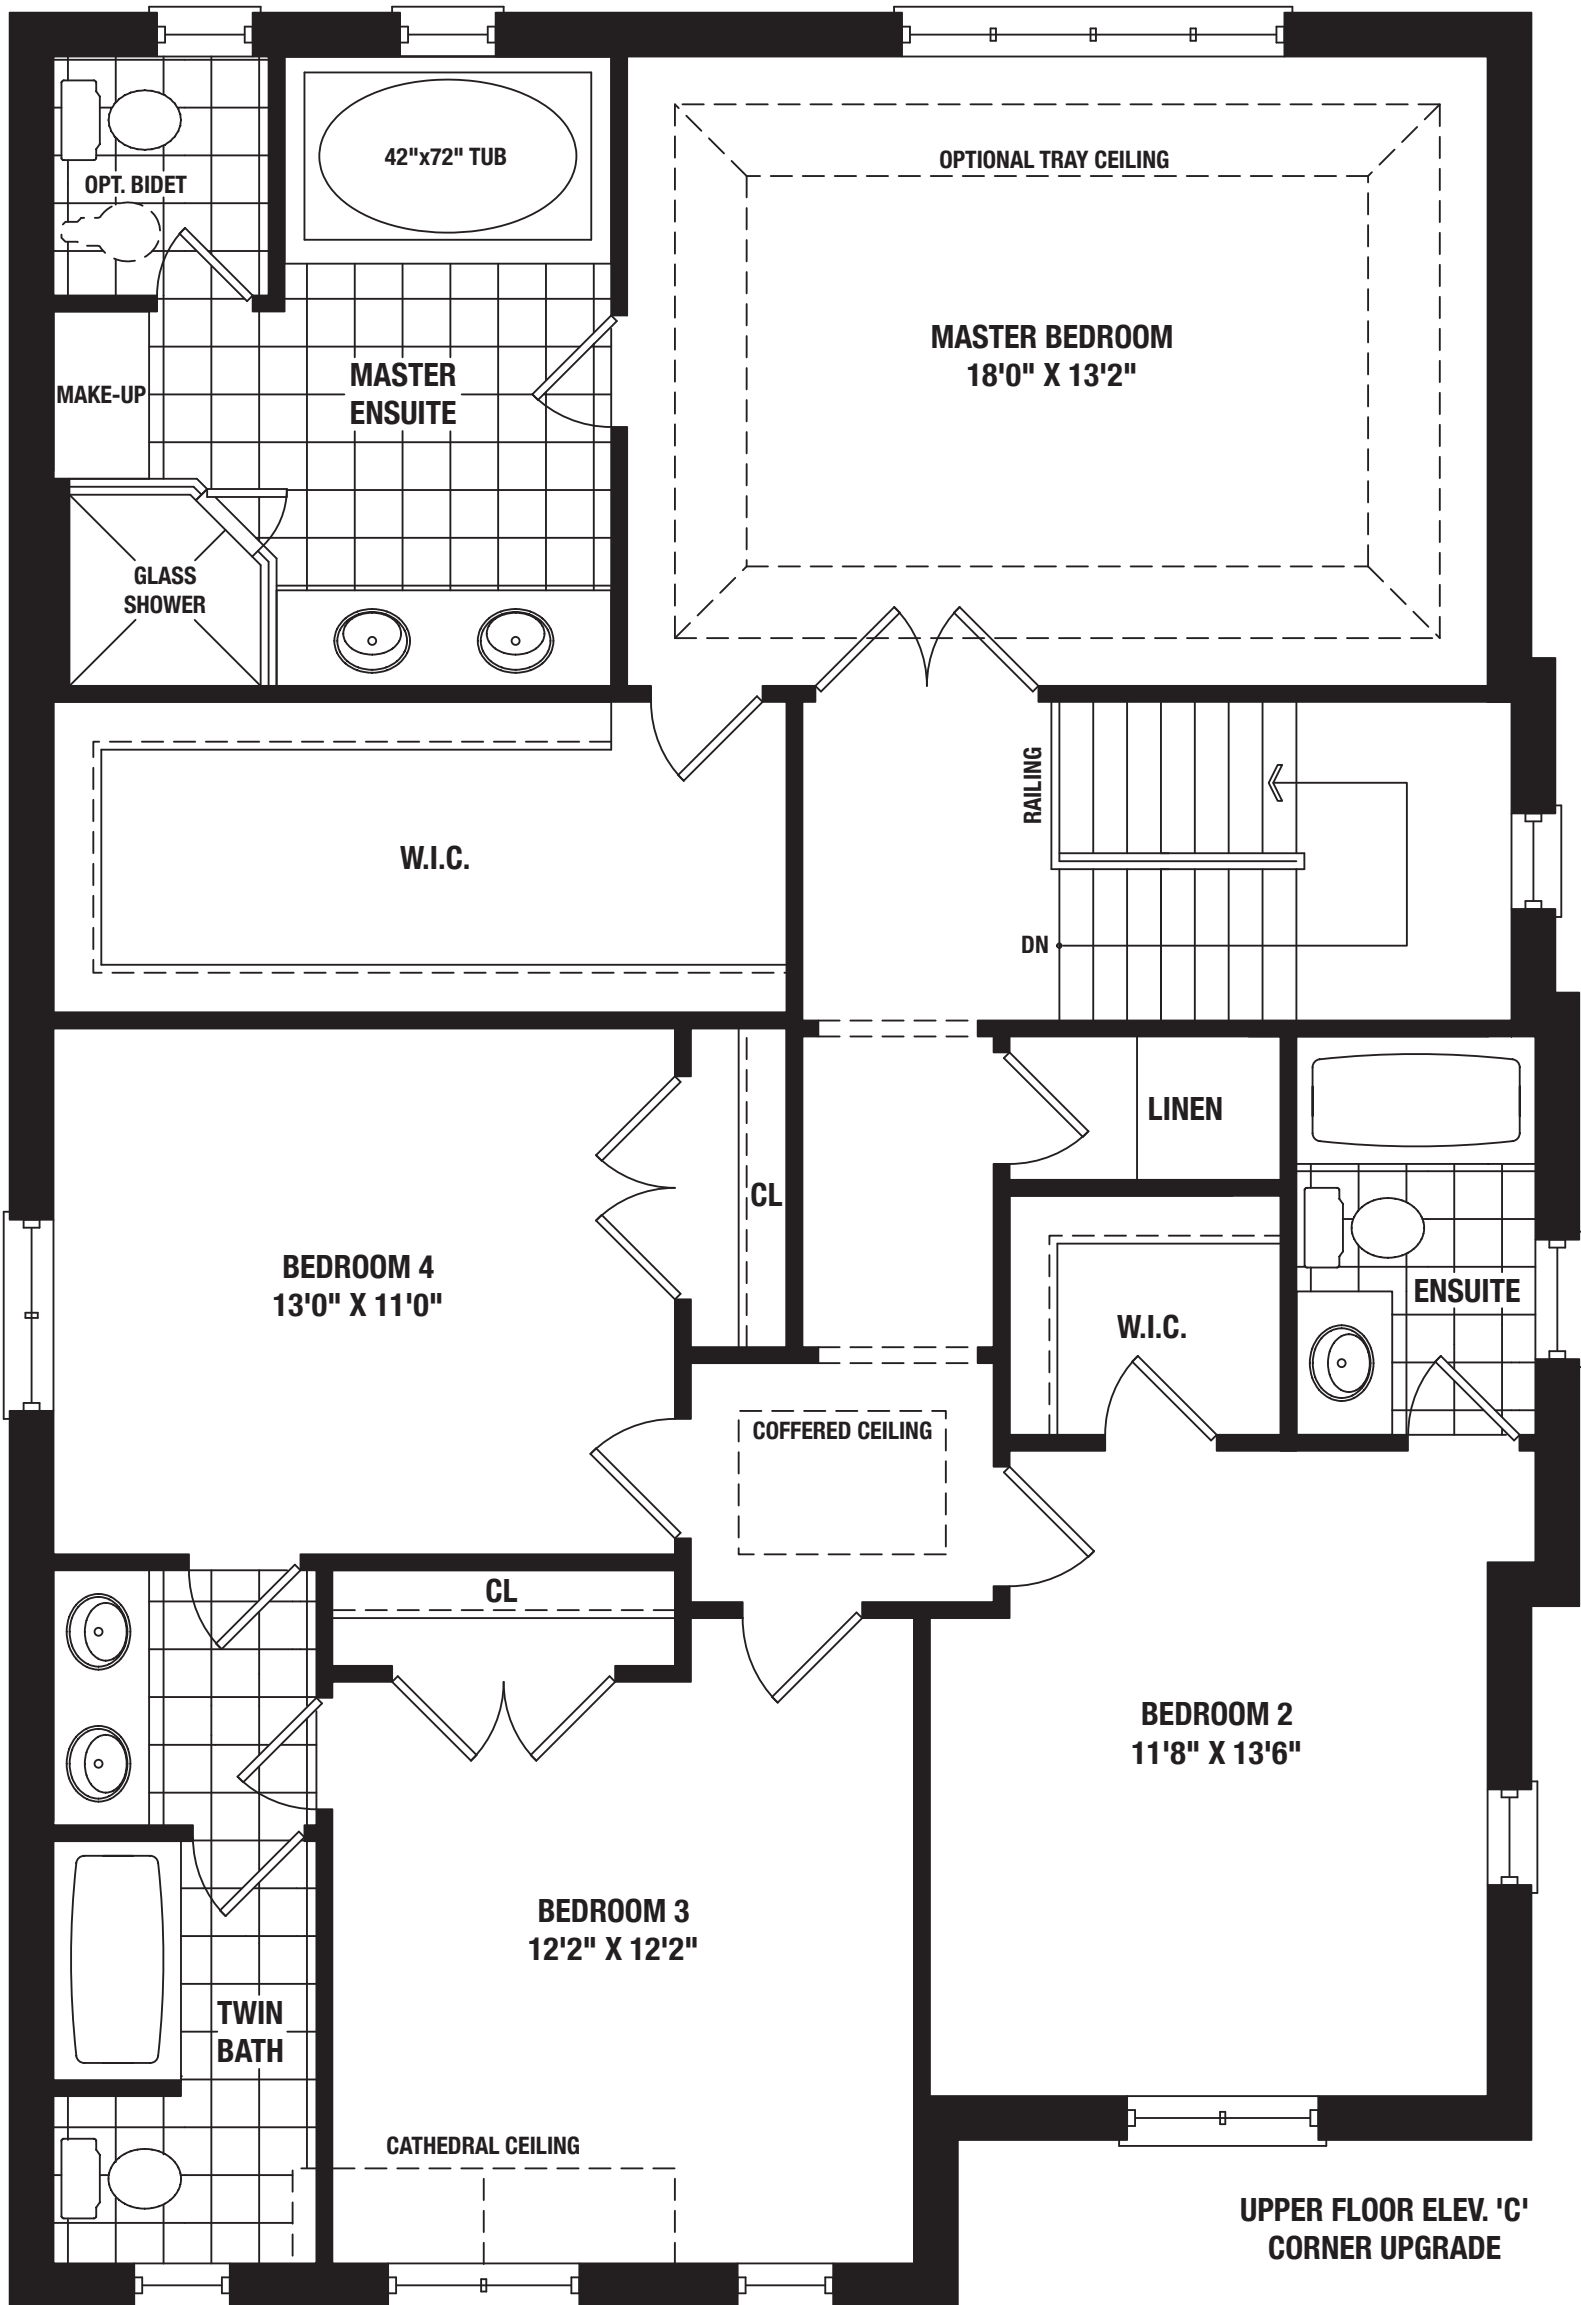 42"x72" TUB
OPT. BIDET
OPTIONAL TRAY CEILING
MASTER BEDROOM
18'0" X 13'2"
MASTER
ENSUITE
MAKE-UP
GLASS
SHOWER
RAILING
W.I.C.
DN
LINEN
CL
BEDROOM 4
13'0" X 11'0"
ENSUITE
W.I.C.
COFFERED CEILING
CL
BEDROOM 2
11'8" X 13'6"
BEDROOM 3
12'2" X 12'2"
TWIN
BATH
CATHEDRAL CEILING
UPPER FLOOR ELEV. 'C'
CORNER UPGRADE